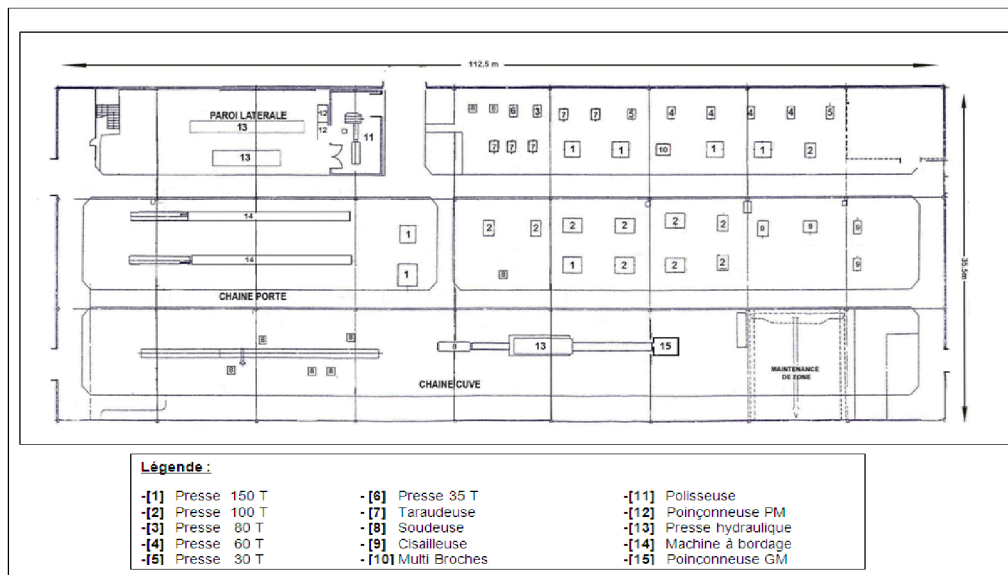 112,5 m
PAROI LATERALE
13
12
12
11
13
8 8 6 3 7 7 5 4 4 4 4 5
7 7 7 1 1 10 1 1 2
14
14
1
1
CHAINE PORTE
2 2 2 2 2 2 9 9 9
8 1 2 2 2 9
35,5m
8 8
8 8 8
8 13 15
CHAINE CUVE
MAINTENANCE
DE ZONE
Légende :
-[1] Presse 150 T
-[2] Presse 100 T
-[3] Presse 80 T
-[4] Presse 60 T
-[5] Presse 30 T
- [6] Presse 35 T
- [7] Taraudeuse
- [8] Soudeuse
- [9] Cisailleuse
- [10] Multi Broches
-[11] Polisseuse
-[12] Poinçonneuse PM
-[13] Presse hydraulique
-[14] Machine à bordage
-[15] Poinçonneuse GM